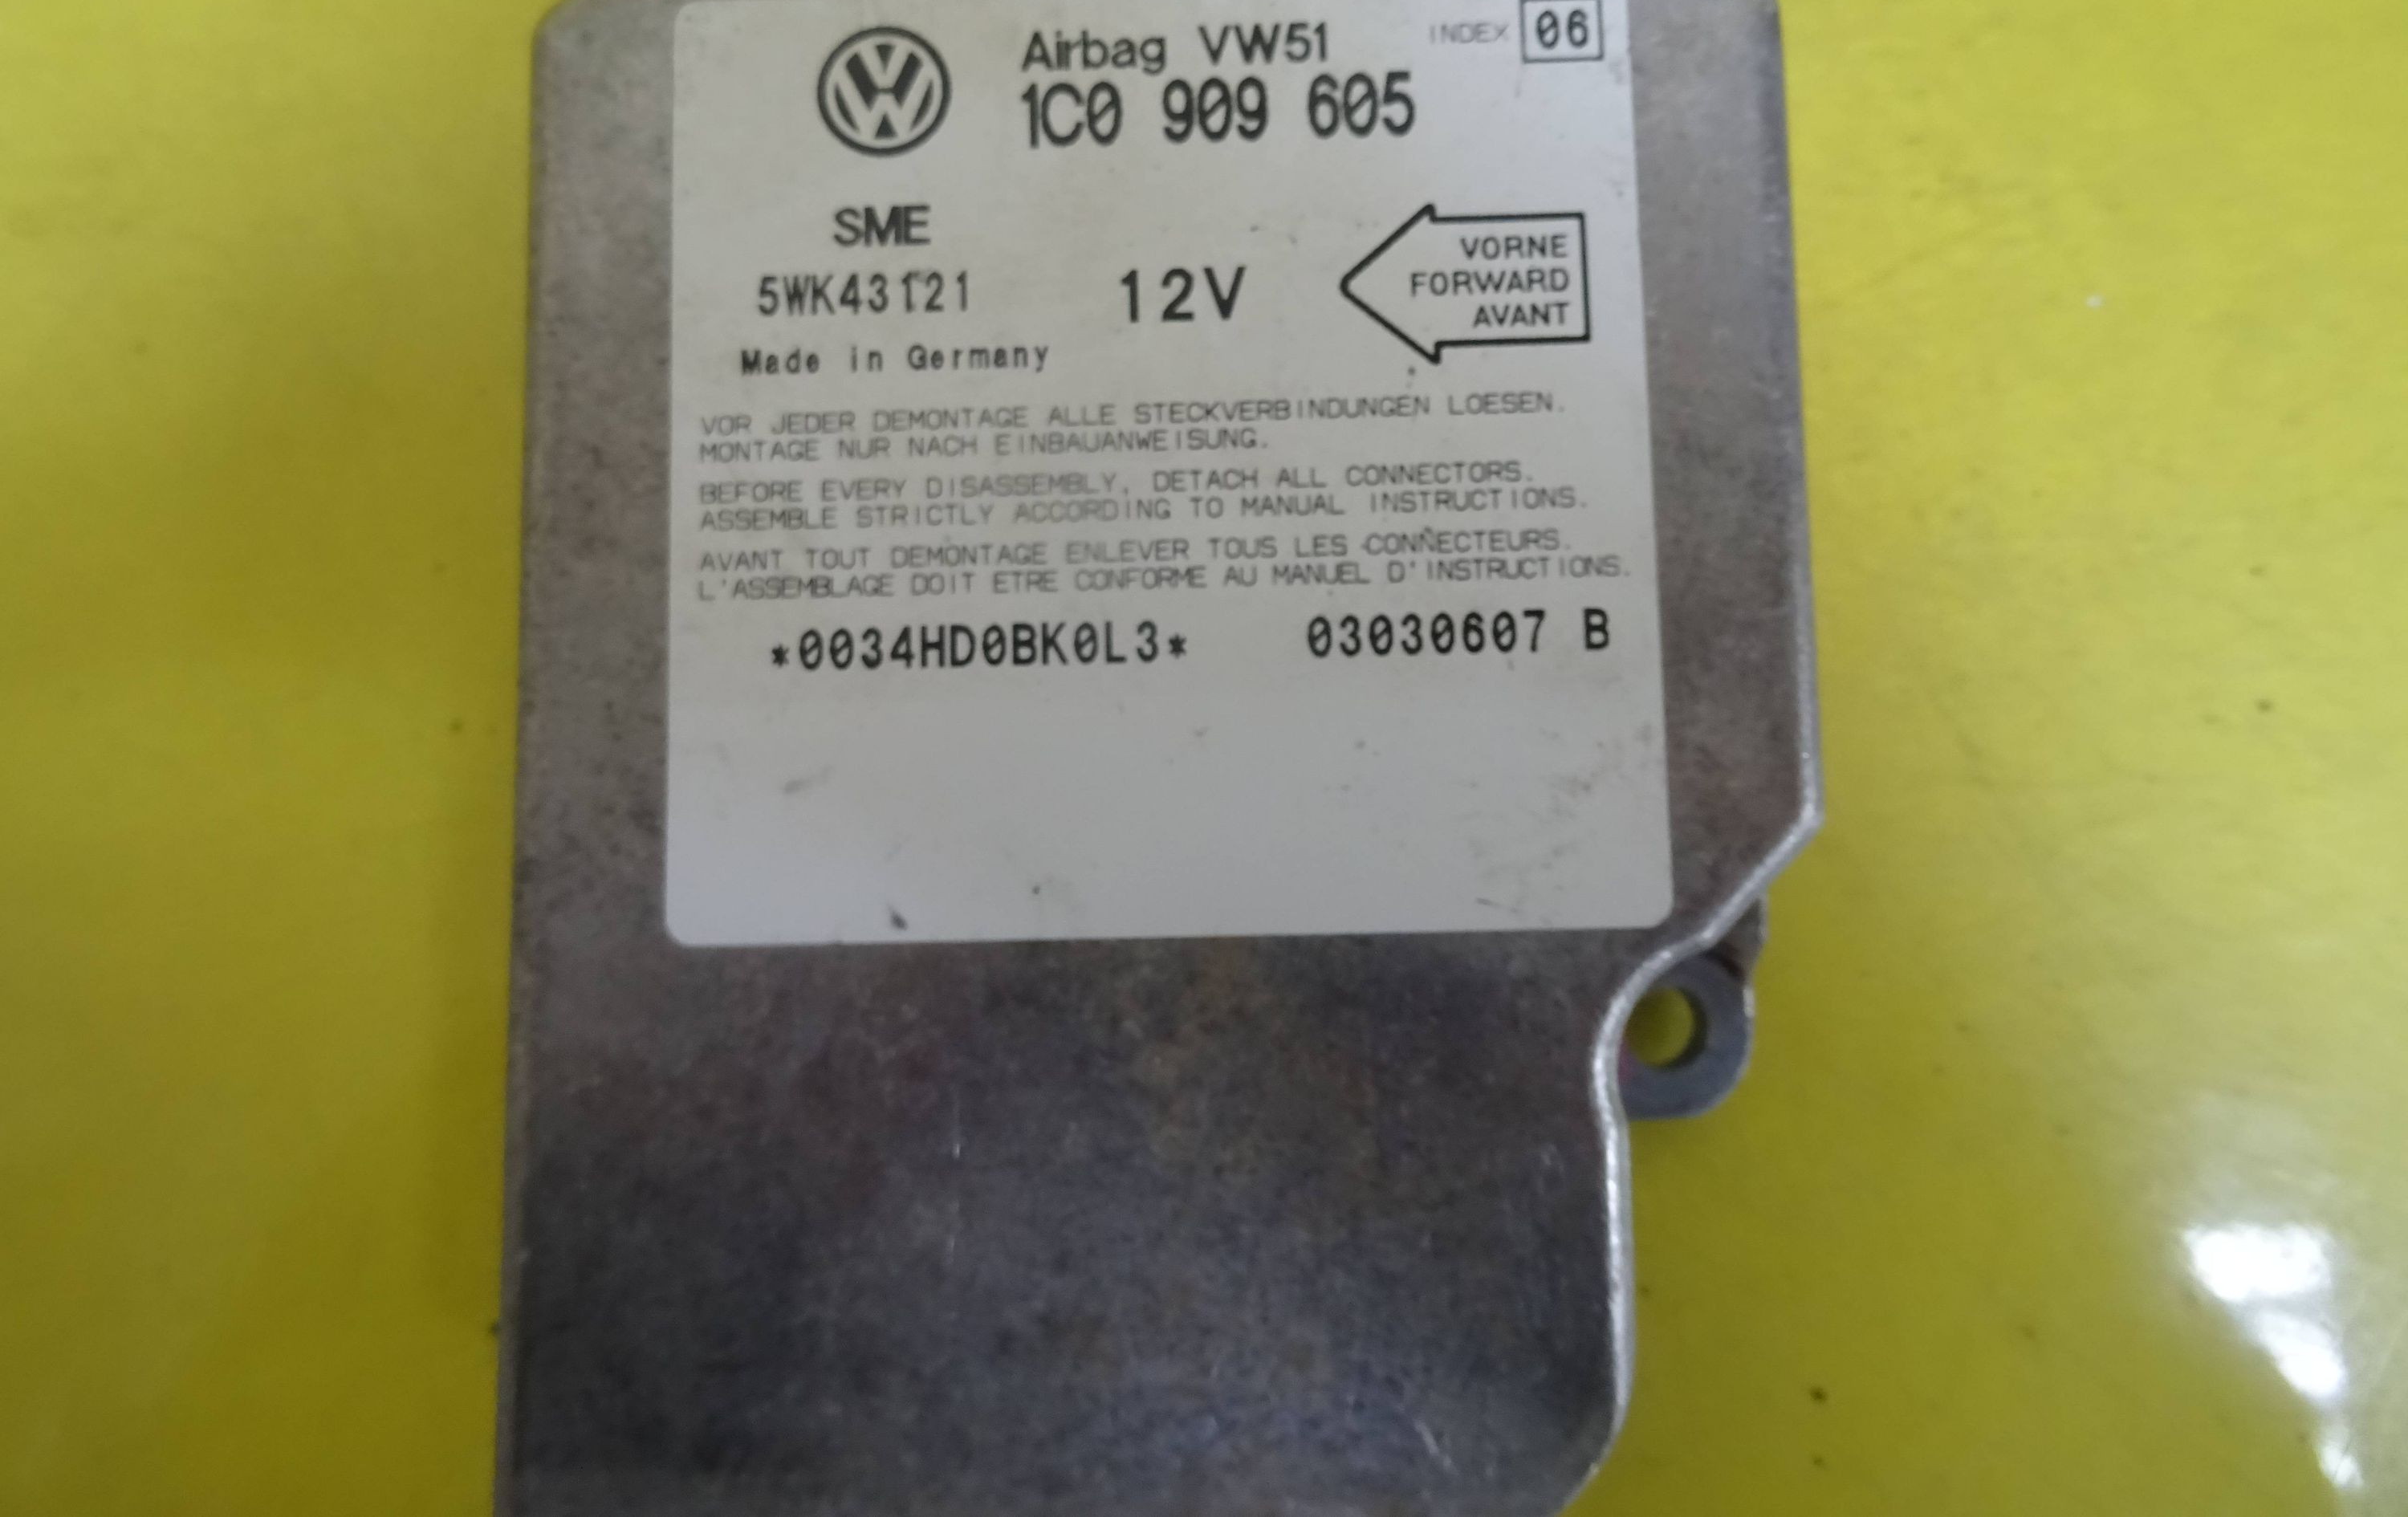 Airbag VW51 INDEX 06
1C0 909 605
SME
5WK43121
12V
VORNE
FORWARD
AVANT
Made in Germany
VOR JEDER DEMONTAGE ALLE STECKVERBINDUNGEN LOESEN.
MONTAGE NUR NACH EINBAUANWEISUNG.
BEFORE EVERY DISASSEMBLY, DETACH ALL CONNECTORS.
ASSEMBLE STRICTLY ACCORDING TO MANUAL INSTRUCTIONS.
AVANT TOUT DEMONTAGE ENLEVER TOUS LES CONNECTEURS.
L'ASSEMBLAGE DOIT ETRE CONFORME AU MANUEL D'INSTRUCTIONS.
*0034HD0BK0L3* 03030607 B